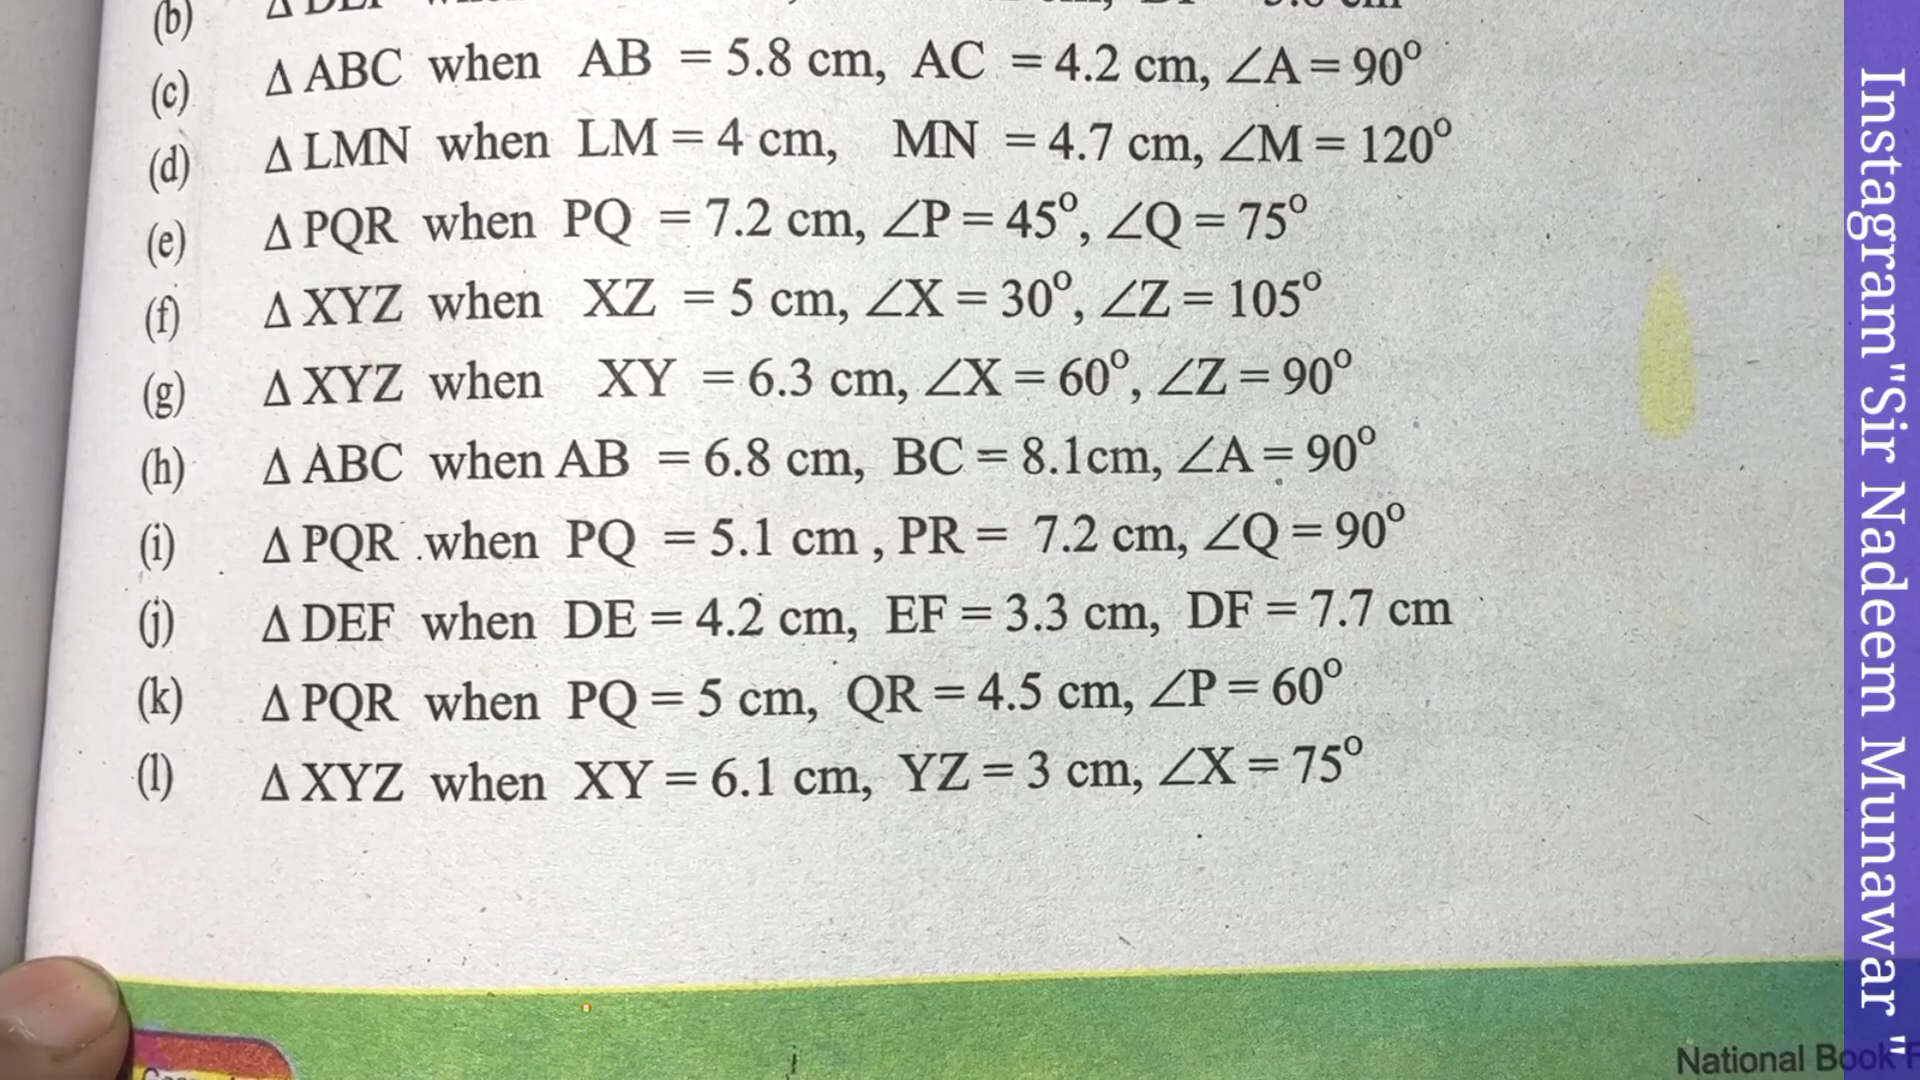 (b)
(c) Δ ABC when AB = 5.8 cm, AC = 4.2 cm, ∠A = 90°
(d) Δ LMN when LM = 4 cm, MN = 4.7 cm, ∠M = 120°
(e) Δ PQR when PQ = 7.2 cm, ∠P = 45°, ∠Q = 75°
(f) Δ XYZ when XZ = 5 cm, ∠X = 30°, ∠Z = 105°
(g) Δ XYZ when XY = 6.3 cm, ∠X = 60°, ∠Z = 90°
(h) Δ ABC when AB = 6.8 cm, BC = 8.1cm, ∠A = 90°
(i) Δ PQR when PQ = 5.1 cm , PR = 7.2 cm, ∠Q = 90°
(j) Δ DEF when DE = 4.2 cm, EF = 3.3 cm, DF = 7.7 cm
(k) Δ PQR when PQ = 5 cm, QR = 4.5 cm, ∠P = 60°
(l) Δ XYZ when XY = 6.1 cm, YZ = 3 cm, ∠X = 75°
National Book
Instagram"Sir Nadeem Munawar "